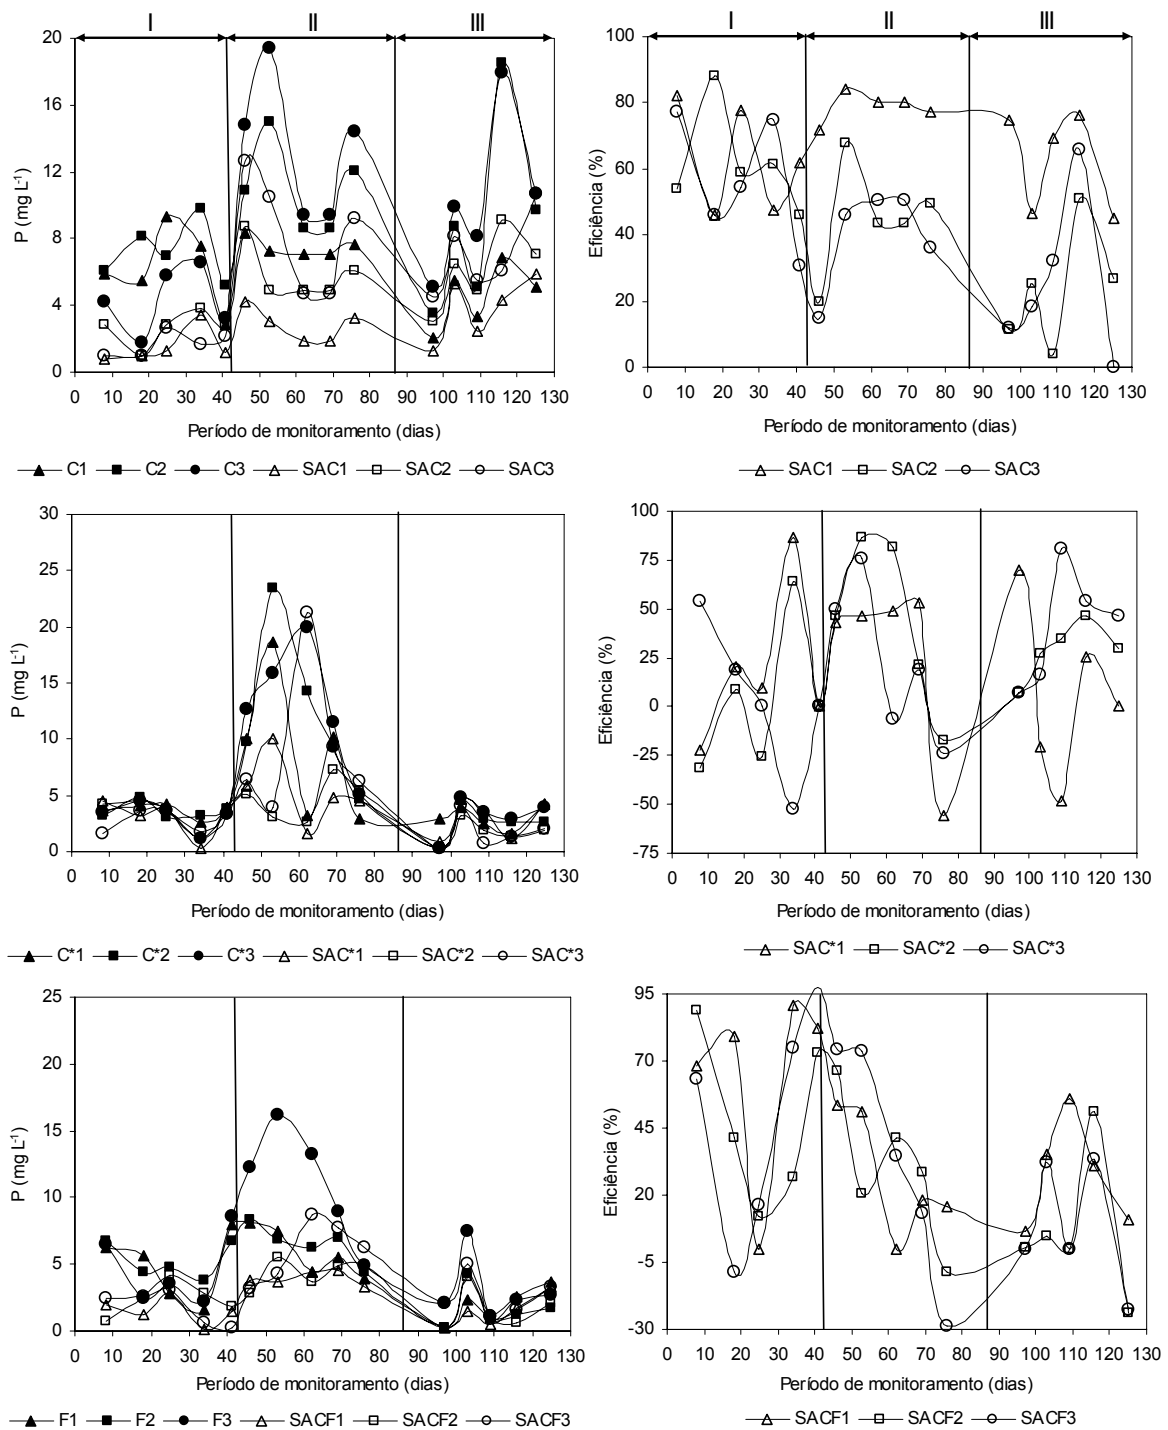 I II III
P (mg L-1)
20
16
12
8
4
0
0 10 20 30 40 50 60 70 80 90 100 110 120 130
Período de monitoramento (dias)
C1 C2 C3 SAC1 SAC2 SAC3
I II III
Eficiência (%)
100
80
60
40
20
0
0 10 20 30 40 50 60 70 80 90 100 110 120 130
Período de monitoramento (dias)
SAC1 SAC2 SAC3
P (mg L-1)
30
25
20
15
10
5
0
0 10 20 30 40 50 60 70 80 90 100 110 120 130
Período de monitoramento (dias)
C*1 C*2 C*3 SAC*1 SAC*2 SAC*3
Eficiência (%)
100
75
50
25
0
-25
-50
-75
0 10 20 30 40 50 60 70 80 90 100 110 120 130
Período de monitoramento (dias)
SAC*1 SAC*2 SAC*3
P (mg L-1)
25
20
15
10
5
0
0 10 20 30 40 50 60 70 80 90 100 110 120 130
Período de monitoramento (dias)
F1 F2 F3 SACF1 SACF2 SACF3
Eficiência (%)
95
70
45
20
-5
-30
0 10 20 30 40 50 60 70 80 90 100 110 120 130
Período de monitoramento (dias)
SACF1 SACF2 SACF3